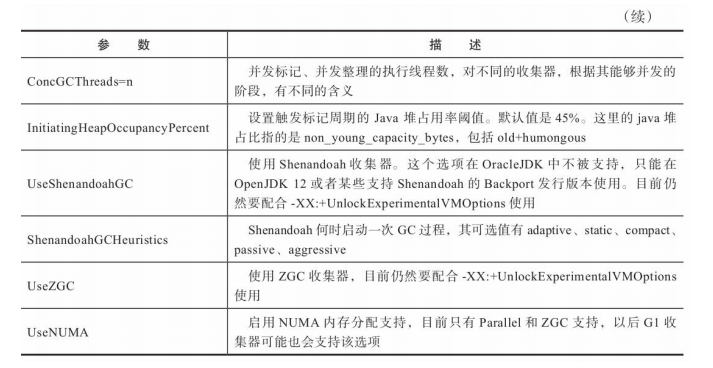 （续）
参 数 描 述
ConcGCThreads=n
并发标记、并发整理的执行线程数，对不同的收集器，根据其能够并发的
阶段，有不同的含义
InitiatingHeapOccupancyPercent
设置触发标记周期的 Java 堆占用率阈值。默认值是 45%。这里的 java 堆
占比指的是 non_young_capacity_bytes，包括 old+humongous
UseShenandoahGC
使用 Shenandoah 收集器。这个选项在 OracleJDK 中不被支持，只能在
OpenJDK 12 或者某些支持 Shenandoah 的 Backport 发行版本使用。目前仍
然要配合 -XX:+UnlockExperimentalVMOptions 使用
ShenandoahGCHeuristics
Shenandoah 何时启动一次 GC 过程，其可选值有 adaptive、static、compact、
passive、aggressive
UseZGC
使用 ZGC 收集器，目前仍然要配合 -XX:+UnlockExperimentalVMOptions
使用
UseNUMA
启用 NUMA 内存分配支持，目前只有 Parallel 和 ZGC 支持，以后 G1 收
集器可能也会支持该选项